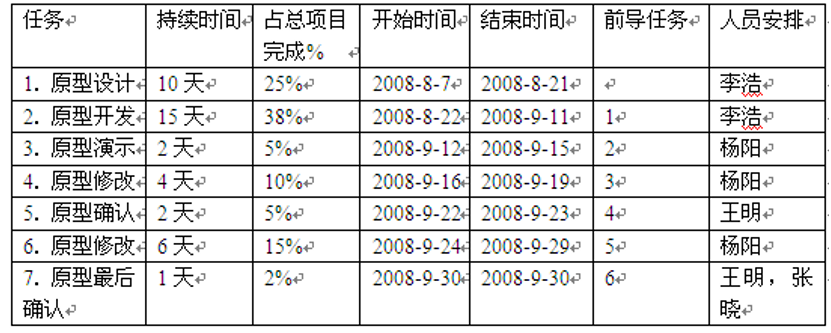 任务 持续时间 占总项目完成% 开始时间 结束时间 前导任务 人员安排
1. 原型设计 10 天 25% 2008-8-7 2008-8-21 李浩
2. 原型开发 15 天 38% 2008-8-22 2008-9-11 1 李浩
3. 原型演示 2 天 5% 2008-9-12 2008-9-15 2 杨阳
4. 原型修改 4 天 10% 2008-9-16 2008-9-19 3 杨阳
5. 原型确认 2 天 5% 2008-9-22 2008-9-23 4 王明
6. 原型修改 6 天 15% 2008-9-24 2008-9-29 5 杨阳
7. 原型最后确认 1 天 2% 2008-9-30 2008-9-30 6 王明，张晓